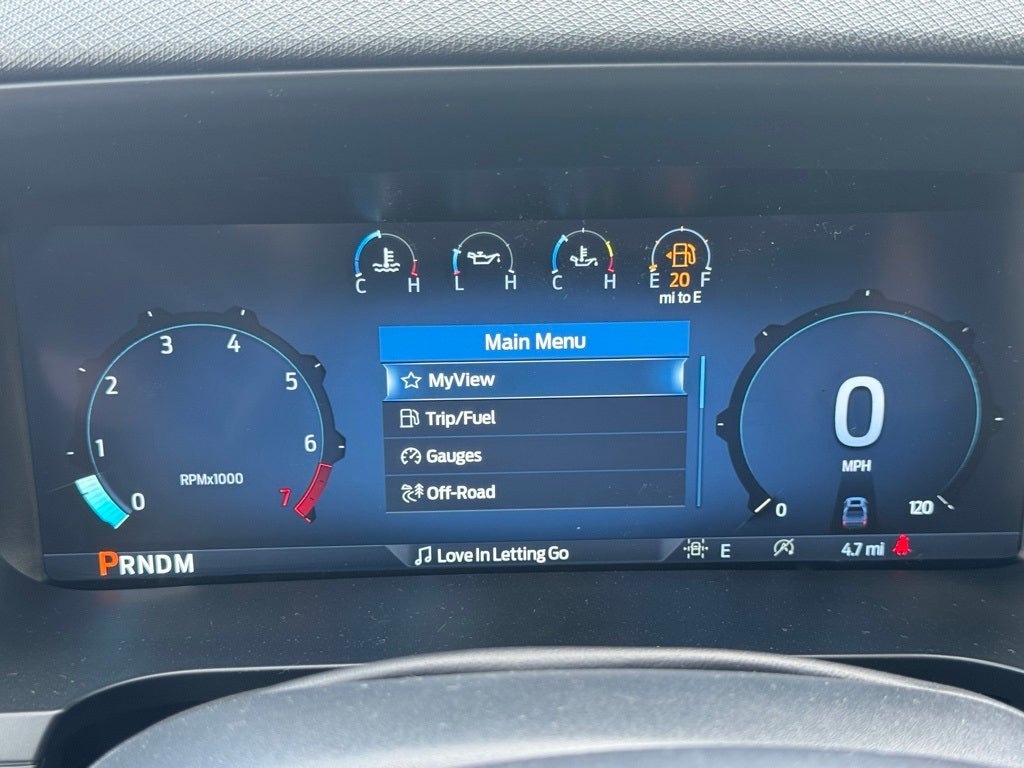 C H
L H
C H
E 20 F
mi to E
Main Menu
MyView
Trip/Fuel
Gauges
Off-Road
0
1
2
3
4
5
6
7
RPMx1000
0
MPH
0
120
PRNDM
Love In Letting Go
E
4.7 mi